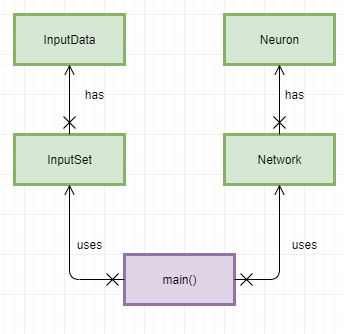 InputData
Neuron
has
has
InputSet
Network
uses
uses
main()